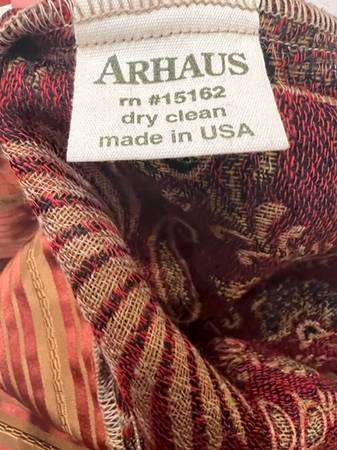 ARHAUS
rn #15162
dry clean
made in USA